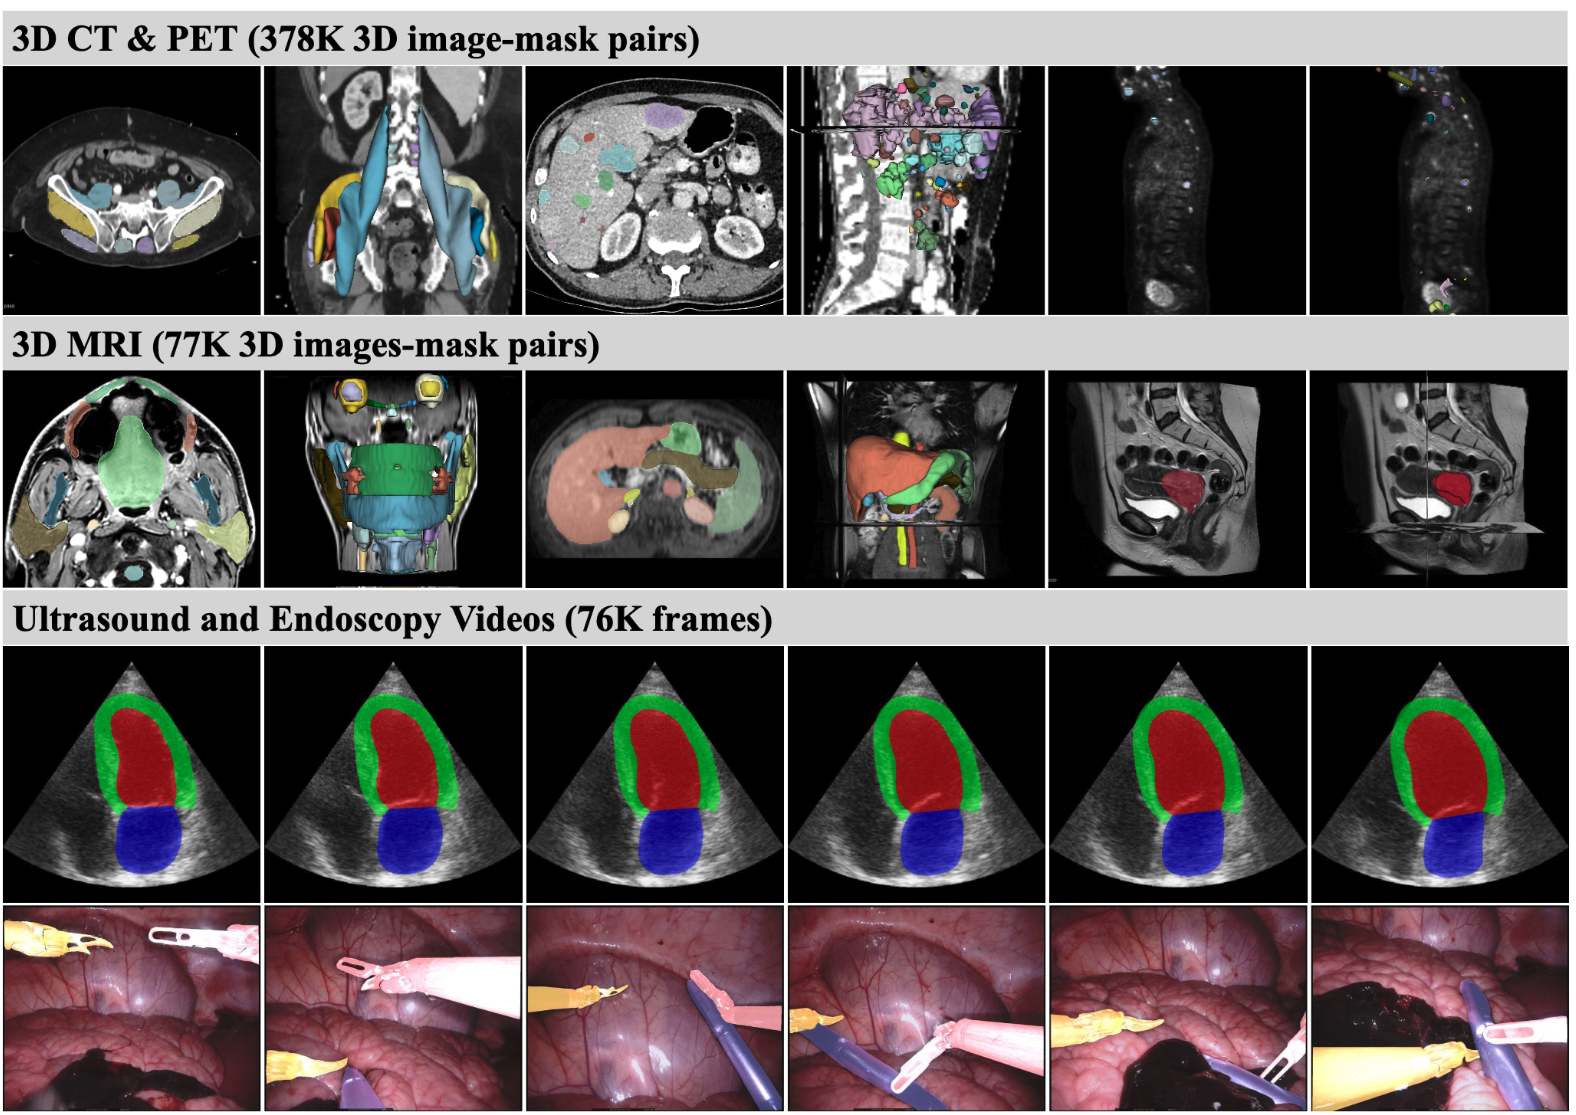 3D CT & PET (378K 3D image-mask pairs)
3D MRI (77K 3D images-mask pairs)
Ultrasound and Endoscopy Videos (76K frames)